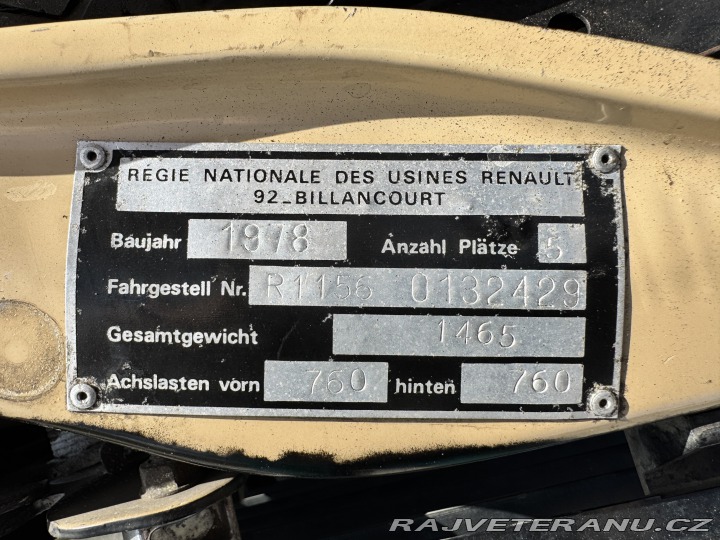 RÉGIE NATIONALE DES USINES RENAULT
92_BILLANCOURT
Baujahr 1978 Anzahl Plätze 5
Fahrgestell Nr. R1156 0132429
Gesamtgewicht 1465
Achslasten vorn 760 hinten 760
RAJVETERANU.CZ